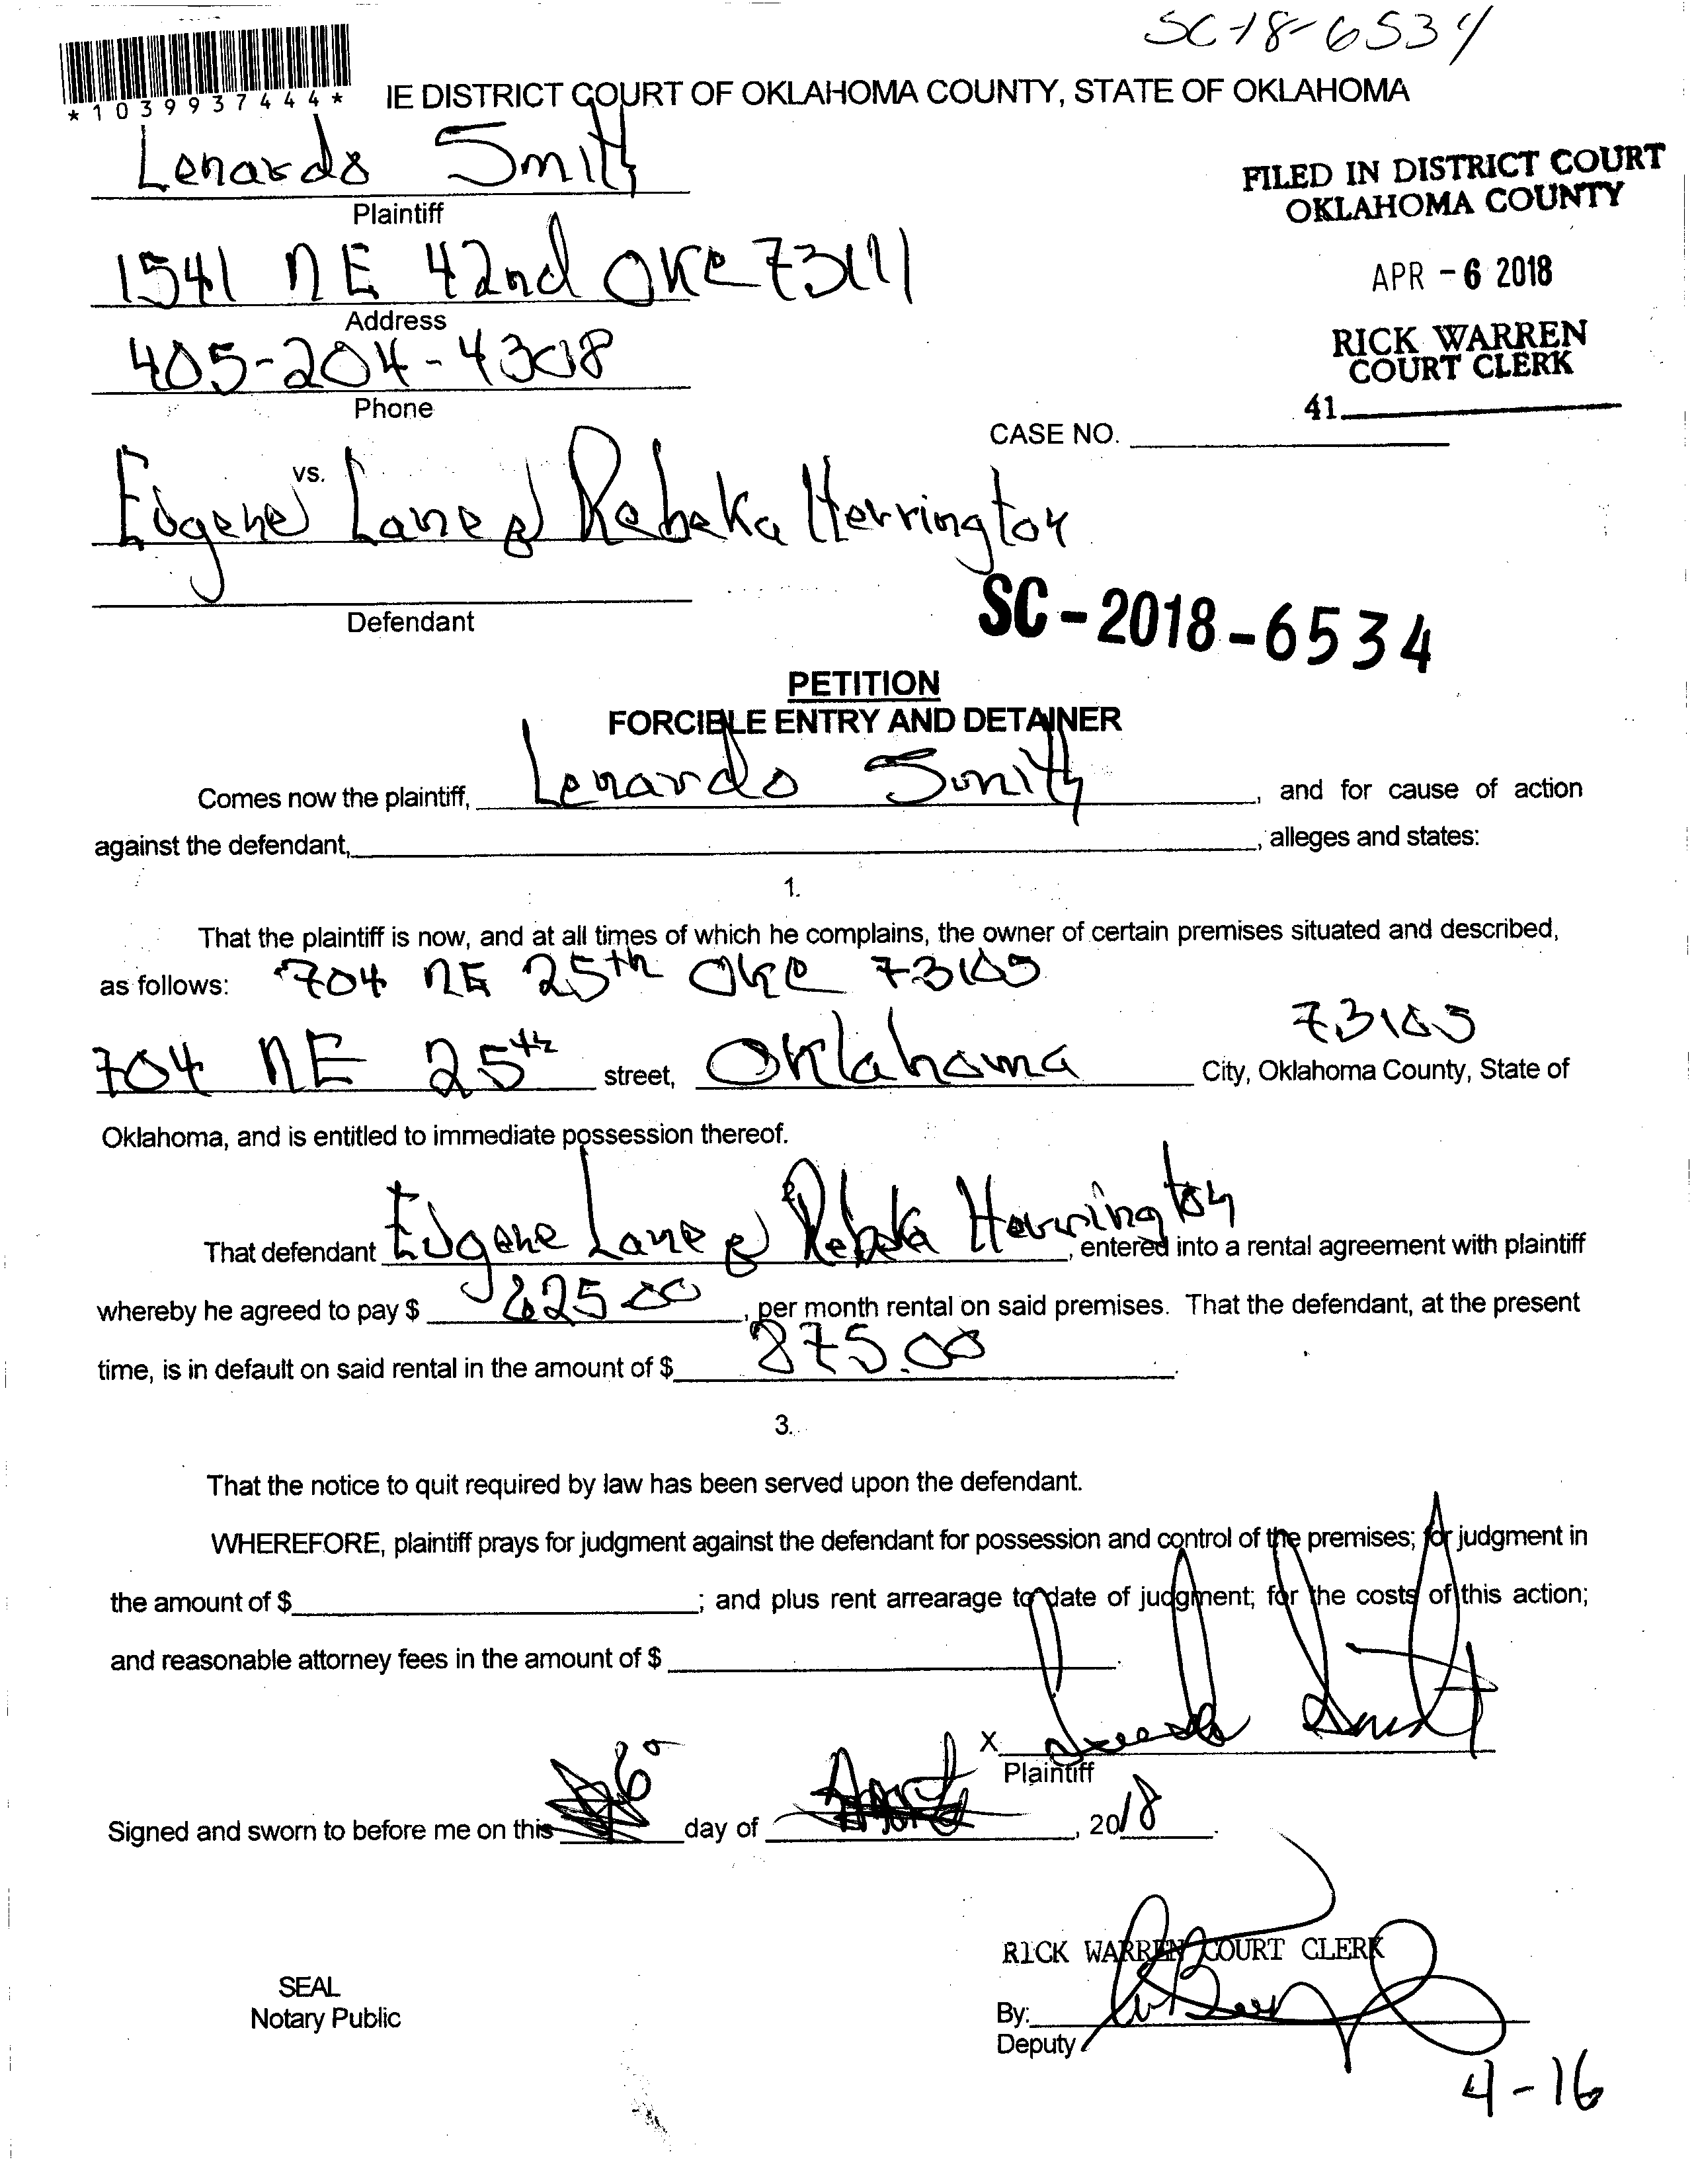 SC-18-6534
*1039937444*
IE DISTRICT COURT OF OKLAHOMA COUNTY, STATE OF OKLAHOMA
Lenardo Smith
Plaintiff
FILED IN DISTRICT COURT
OKLAHOMA COUNTY
1541 NE 42nd OKC 73111
Address
APR -6 2018
405-204-4308
Phone
RICK WARREN
COURT CLERK
41
CASE NO.
vs.
Eugene Lane & Rebeka Herrington
Defendant
SC-2018-6534
PETITION
FORCIBLE ENTRY AND DETAINER
Comes now the plaintiff, Lenardo Smith, and for cause of action
against the defendant, , alleges and states:
1.
That the plaintiff is now, and at all times of which he complains, the owner of certain premises situated and described,
as follows: 704 NE 25th OKC 73105
73105
704 NE 25th street, Oklahoma City, Oklahoma County, State of
Oklahoma, and is entitled to immediate possession thereof.
That defendant Eugene Lane & Rebeka Herrington, entered into a rental agreement with plaintiff
whereby he agreed to pay $ 625.00, per month rental on said premises. That the defendant, at the present
time, is in default on said rental in the amount of $ 875.00.
3.
That the notice to quit required by law has been served upon the defendant.
WHEREFORE, plaintiff prays for judgment against the defendant for possession and control of the premises; for judgment in
the amount of $ ; and plus rent arrearage to date of judgment; for the costs of this action;
and reasonable attorney fees in the amount of $ .
X Lenardo Smith
Plaintiff
Signed and sworn to before me on this 6 day of April, 2018.
RICK WARREN COURT CLERK
SEAL
Notary Public
By:
Deputy
4-16